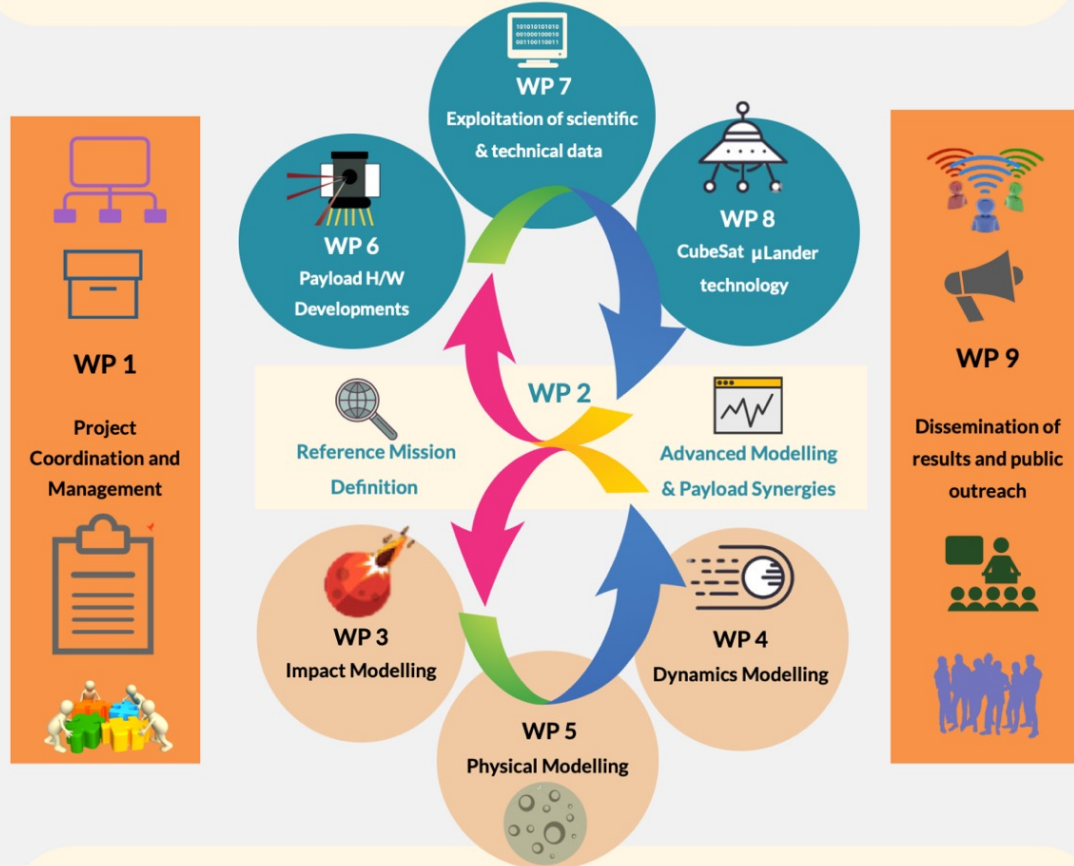 101010101010
001000100010
001100110011
WP 7
Exploitation of scientific
& technical data
WP 6
Payload H/W
Developments
WP 8
CubeSat µLander
technology
WP 1
Project
Coordination and
Management
WP 2
Reference Mission
Definition
Advanced Modelling
& Payload Synergies
WP 9
Dissemination of
results and public
outreach
WP 3
Impact Modelling
WP 4
Dynamics Modelling
WP 5
Physical Modelling